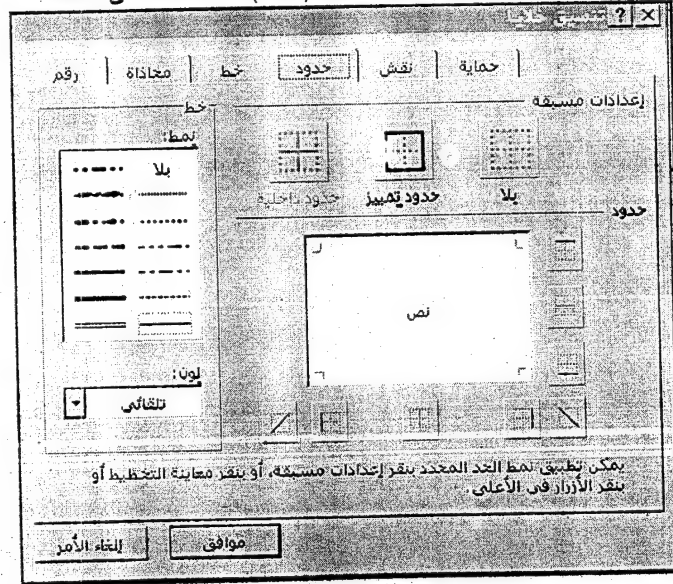 تنسيق خلايا
رقم محاذاة خط حدود نقش حماية
إعدادات مسبقة
بلا
حدود تمييز
حدود داخلية
حدود
نص
خط
نمط:
بلا
لون:
تلقائي
يمكن تطبيق نمط الحد المحدد بنقر إعدادات مسبقة، أو بنقر معاينة التخطيط أو
بنقر الأزرار في الأعلى.
موافق
إلغاء الأمر